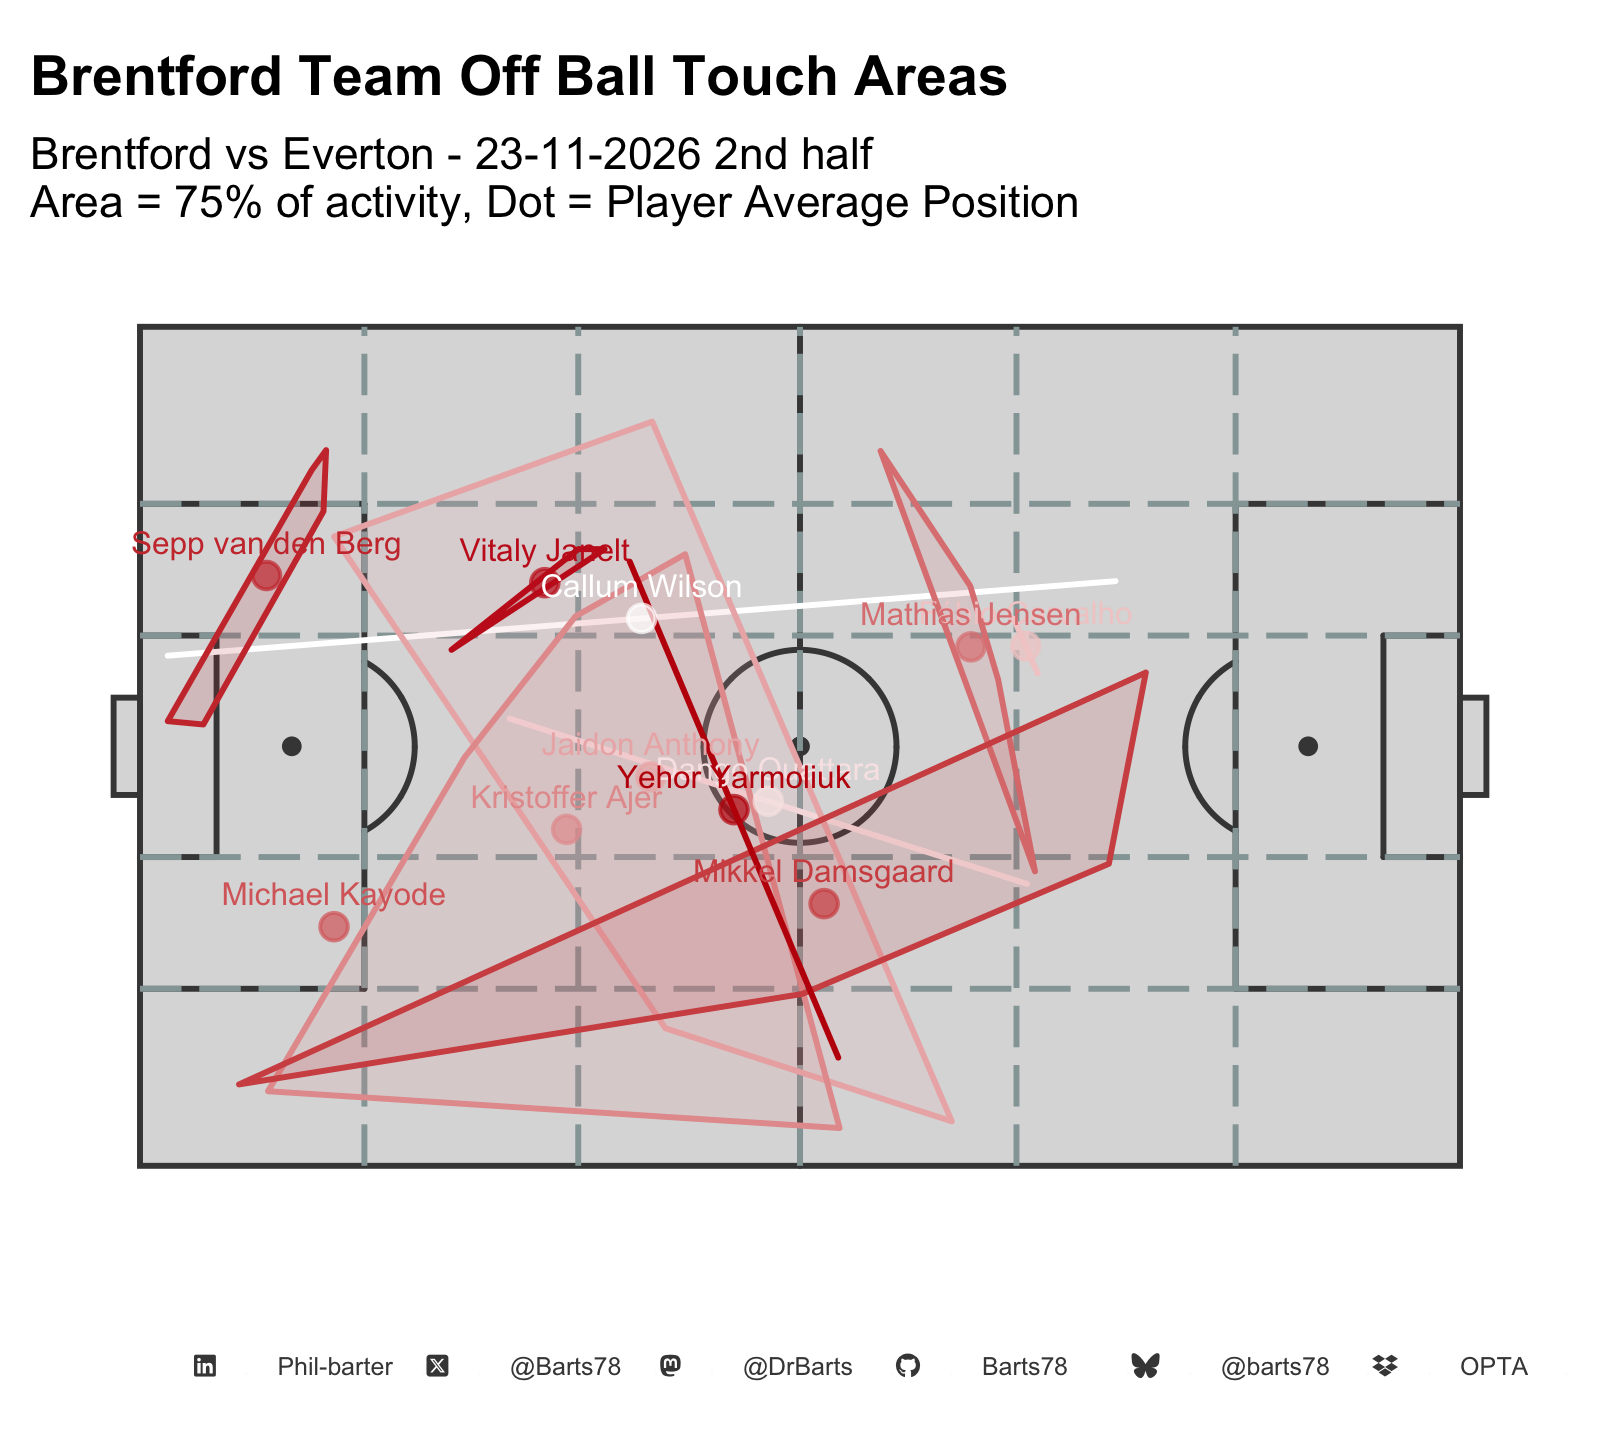 Brentford Team Off Ball Touch Areas
Brentford vs Everton - 23-11-2026 2nd half
Area = 75% of activity, Dot = Player Average Position
Sepp van den Berg
Vitaly Janelt
Callum Wilson
Mathias Jensen
Jaidon Anthony
Dango Ouattara
Yehor Yarmoliuk
Kristoffer Ajer
Mikkel Damsgaard
Michael Kayode
Phil-barter
@Barts78
@DrBarts
Barts78
@barts78
OPTA